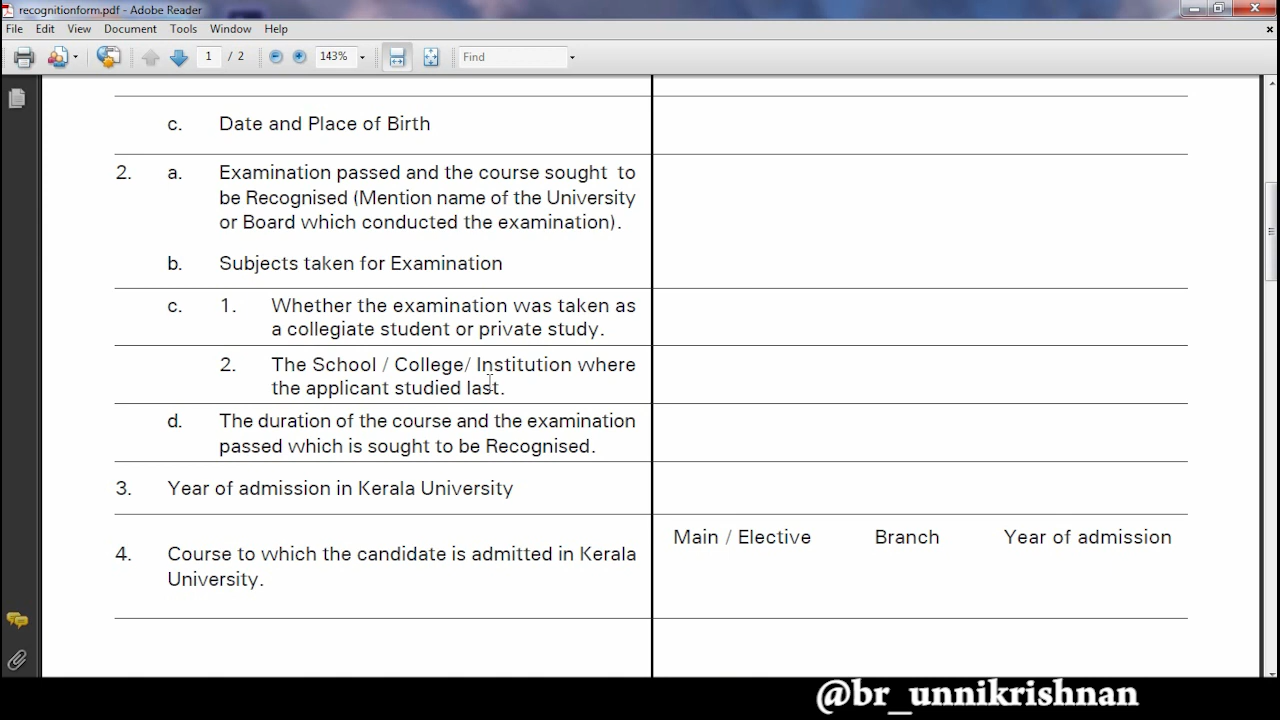 recognitionform.pdf - Adobe Reader
File Edit View Document Tools Window Help
1 / 2 143% Find
c. Date and Place of Birth
2. a. Examination passed and the course sought to
be Recognised (Mention name of the University
or Board which conducted the examination).
b. Subjects taken for Examination
c. 1. Whether the examination was taken as
a collegiate student or private study.
2. The School / College/ Institution where
the applicant studied last.
d. The duration of the course and the examination
passed which is sought to be Recognised.
3. Year of admission in Kerala University
Main / Elective Branch Year of admission
4. Course to which the candidate is admitted in Kerala
University.
@br_unnikrishnan